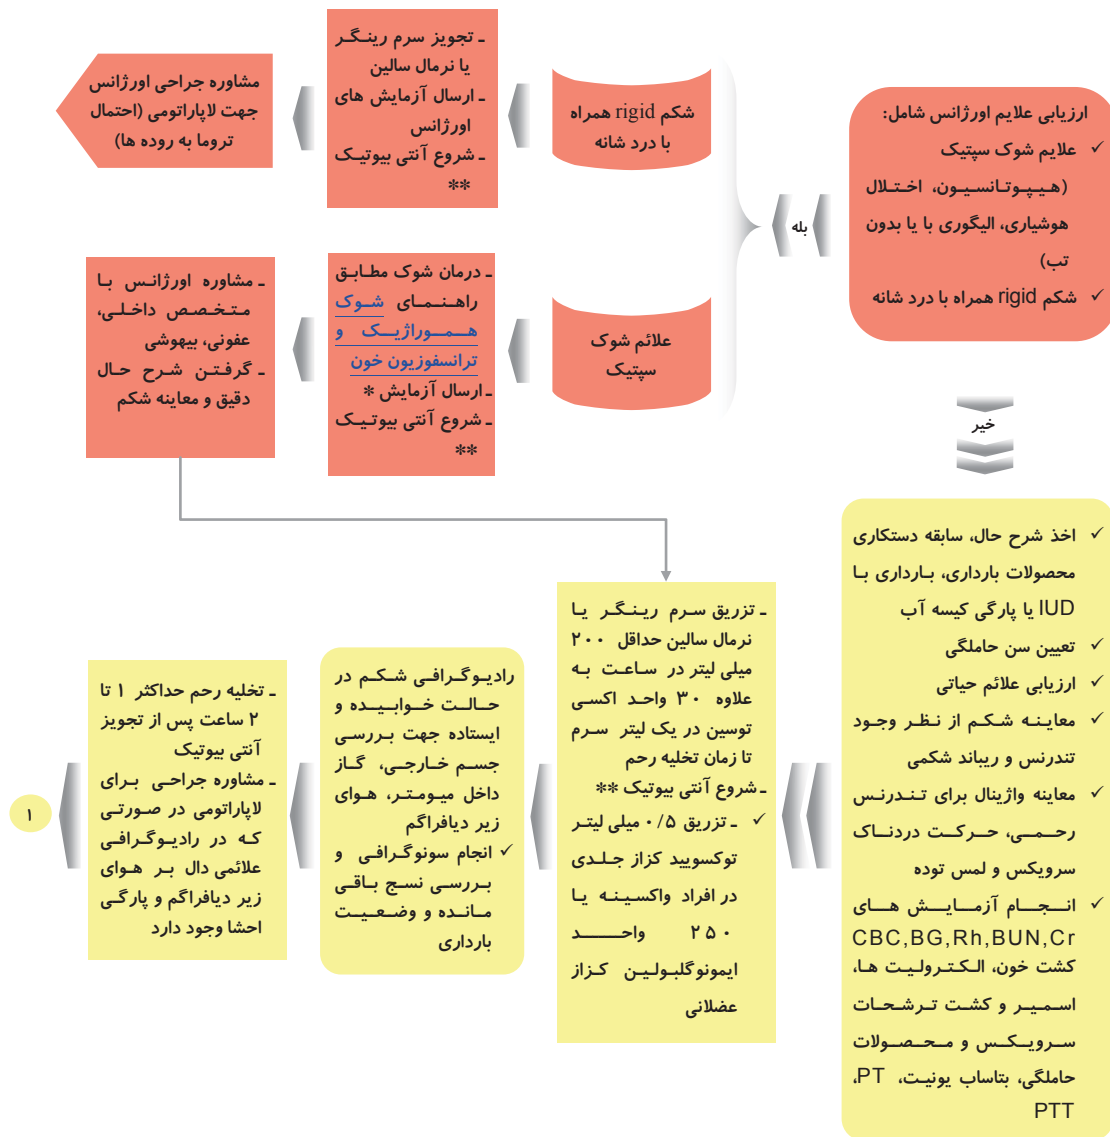 ارزیابی علایم اورژانس شامل:
✓ علایم شوک سپتیک
(هیپوتانسیون، اختلال
هوشیاری، الیگوری با یا بدون
تب)
✓ شکم rigid همراه با درد شانه
بله
شکم rigid همراه
با درد شانه
ـ تجویز سرم رینگر
یا نرمال سالین
ـ ارسال آزمایش های
اورژانس
ـ شروع آنتی بیوتیک
**
مشاوره جراحی اورژانس
جهت لاپاراتومی (احتمال
تروما به روده ها)
علائم شوک
سپتیک
ـ درمان شوک مطابق
راهنمای شوک
هموراژیک و
ترانسفوزیون خون
ـ ارسال آزمایش *
ـ شروع آنتی بیوتیک
**
ـ مشاوره اورژانس با
متخصص داخلی،
عفونی، بیهوشی
ـ گرفتن شرح حال
دقیق و معاینه شکم
خیر
✓ اخذ شرح حال، سابقه دستکاری
محصولات بارداری، بارداری با
IUD یا پارگی کیسه آب
✓ تعیین سن حاملگی
✓ ارزیابی علائم حیاتی
✓ معاینه شکم از نظر وجود
تندرنس و ریباند شکمی
✓ معاینه واژینال برای تندرنس
رحمی، حرکت دردناک
سرویکس و لمس توده
✓ انجام آزمایش های
CBC,BG,Rh,BUN,Cr
کشت خون، الکترولیت ها،
اسمیر و کشت ترشحات
سرویکس و محصولات
حاملگی، بتاساب یونیت، PT،
PTT
ـ تزریق سرم رینگر یا
نرمال سالین حداقل ۲۰۰
میلی لیتر در ساعت به
علاوه ۳۰ واحد اکسی
توسین در یک لیتر سرم
تا زمان تخلیه رحم
ـ شروع آنتی بیوتیک **
✓ ـ تزریق ۰/۵ میلی لیتر
توکسویید کزاز جلدی
در افراد واکسینه یا
۲۵۰ واحد
ایمونوگلبولین کزاز
عضلانی
رادیوگرافی شکم در
حالت خوابیده و
ایستاده جهت بررسی
جسم خارجی، گاز
داخل میومتر، هوای
زیر دیافراگم
✓ انجام سونوگرافی و
بررسی نسج باقی
مانده و وضعیت
بارداری
ـ تخلیه رحم حداکثر ۱ تا
۲ ساعت پس از تجویز
آنتی بیوتیک
ـ مشاوره جراحی برای
لاپاراتومی در صورتی
که در رادیوگرافی
علائمی دال بر هوای
زیر دیافراگم و پارگی
احشا وجود دارد
۱